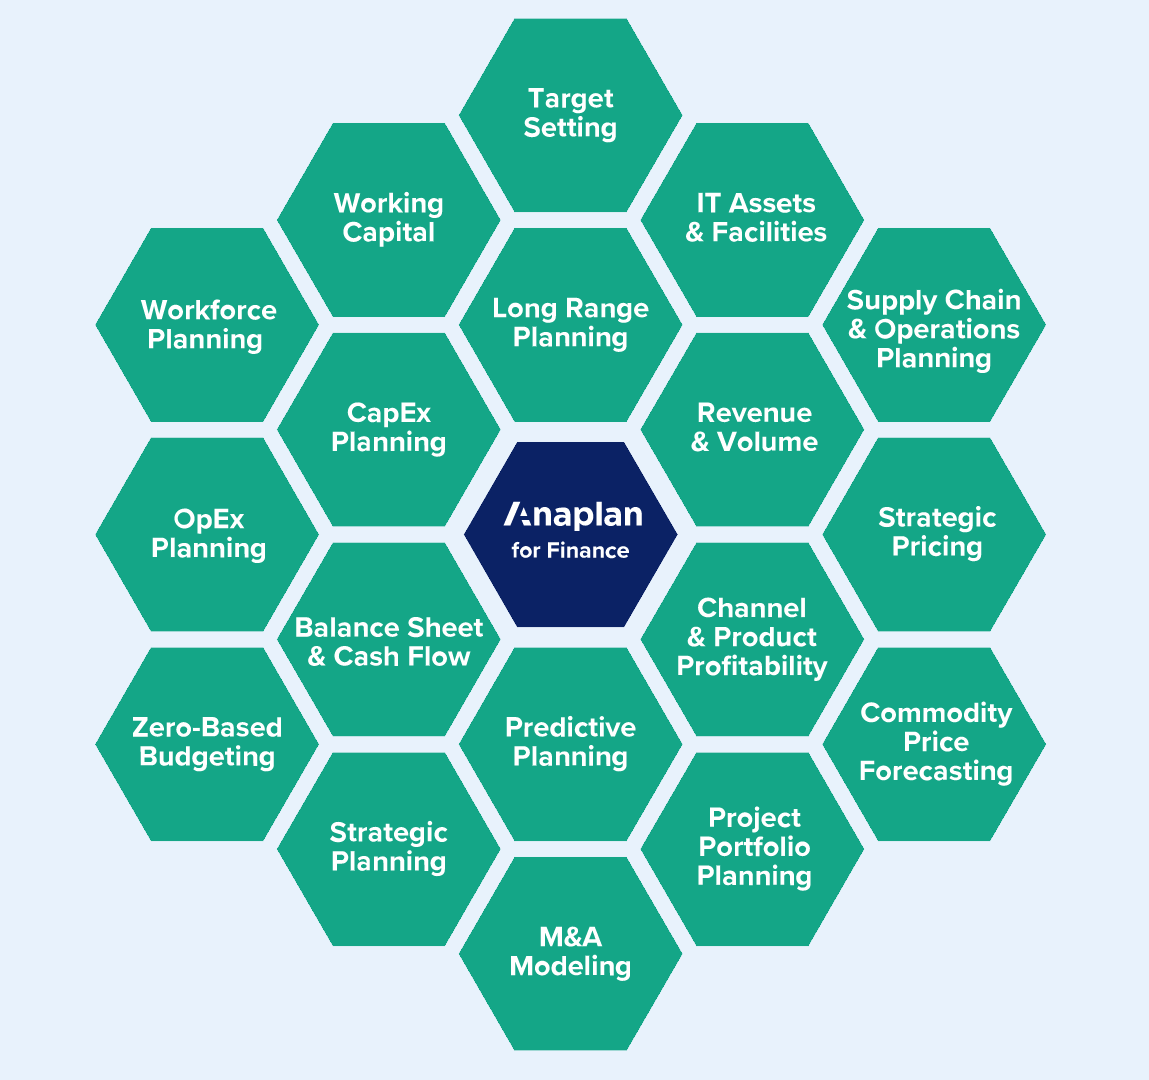 Target
Setting
Working
Capital
IT Assets
& Facilities
Workforce
Planning
Long Range
Planning
Supply Chain
& Operations
Planning
CapEx
Planning
Revenue
& Volume
OpEx
Planning
Anaplan
for Finance
Strategic
Pricing
Balance Sheet
& Cash Flow
Channel
& Product
Profitability
Zero-Based
Budgeting
Predictive
Planning
Commodity
Price
Forecasting
Strategic
Planning
Project
Portfolio
Planning
M&A
Modeling